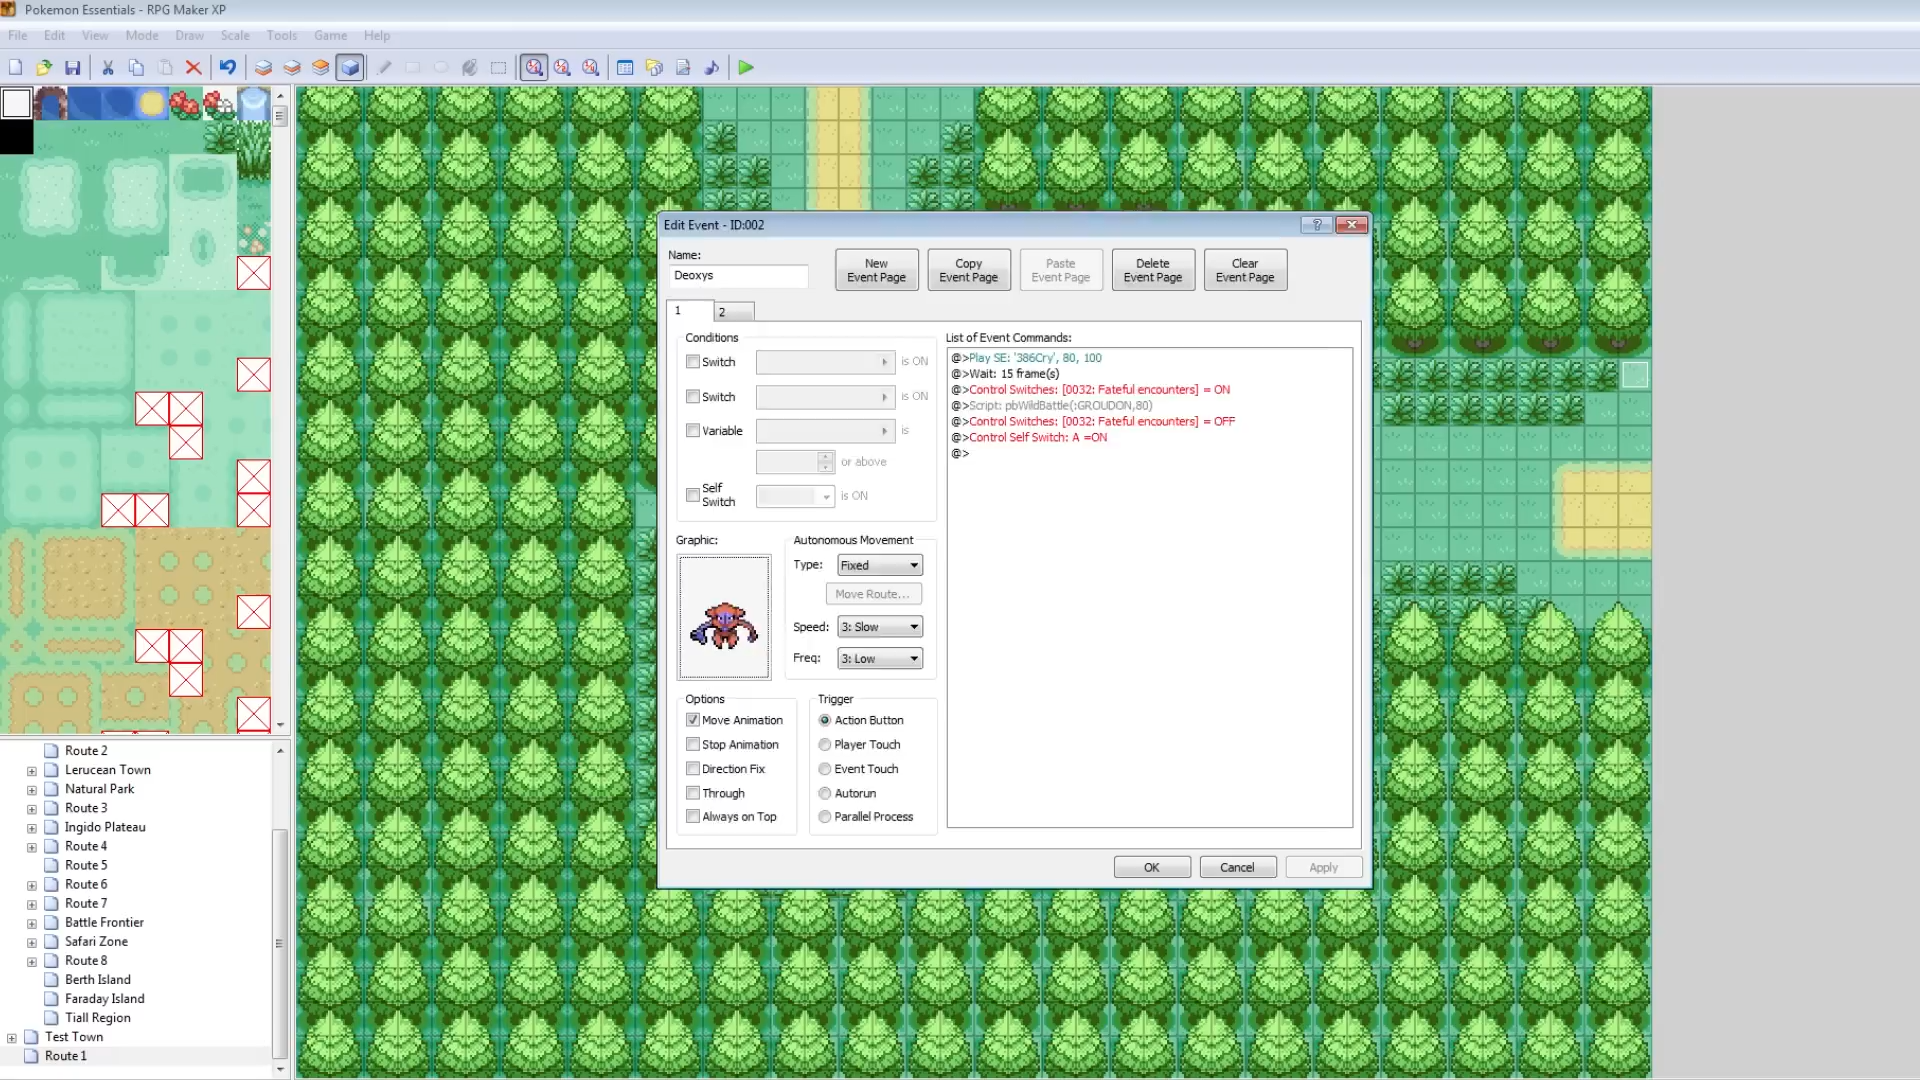 Pokemon Essentials - RPG Maker XP
File Edit View Mode Draw Scale Tools Game Help
Edit Event - ID:002
Name:
Deoxys
New Event Page
Copy Event Page
Paste Event Page
Delete Event Page
Clear Event Page
1 2
Conditions
Switch is ON
Switch is ON
Variable is
or above
Self Switch is ON
Graphic:
Autonomous Movement
Type: Fixed
Move Route...
Speed: 3: Slow
Freq: 3: Low
Options
Move Animation
Stop Animation
Direction Fix
Through
Always on Top
Trigger
Action Button
Player Touch
Event Touch
Autorun
Parallel Process
List of Event Commands:
@>Play SE: '386Cry', 80, 100
@>Wait: 15 frame(s)
@>Control Switches: [0032: Fateful encounters] = ON
@>Script: pbWildBattle(:GROUDON,80)
@>Control Switches: [0032: Fateful encounters] = OFF
@>Control Self Switch: A =ON
@>
OK Cancel Apply
Route 2
Lerucean Town
Natural Park
Route 3
Ingido Plateau
Route 4
Route 5
Route 6
Route 7
Battle Frontier
Safari Zone
Route 8
Berth Island
Faraday Island
Tiall Region
Test Town
Route 1